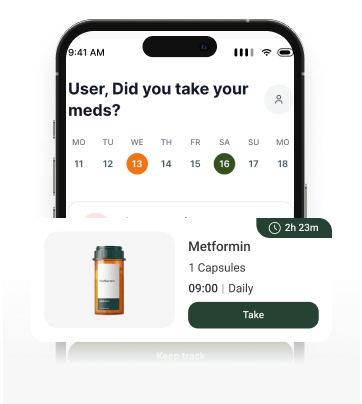 9:41 AM
User, Did you take your
meds?
MO TU WE TH FR SA SU MO
11 12 13 14 15 16 17 18
2h 23m
Metformin
1 Capsules
09:00 | Daily
Take
Keep track